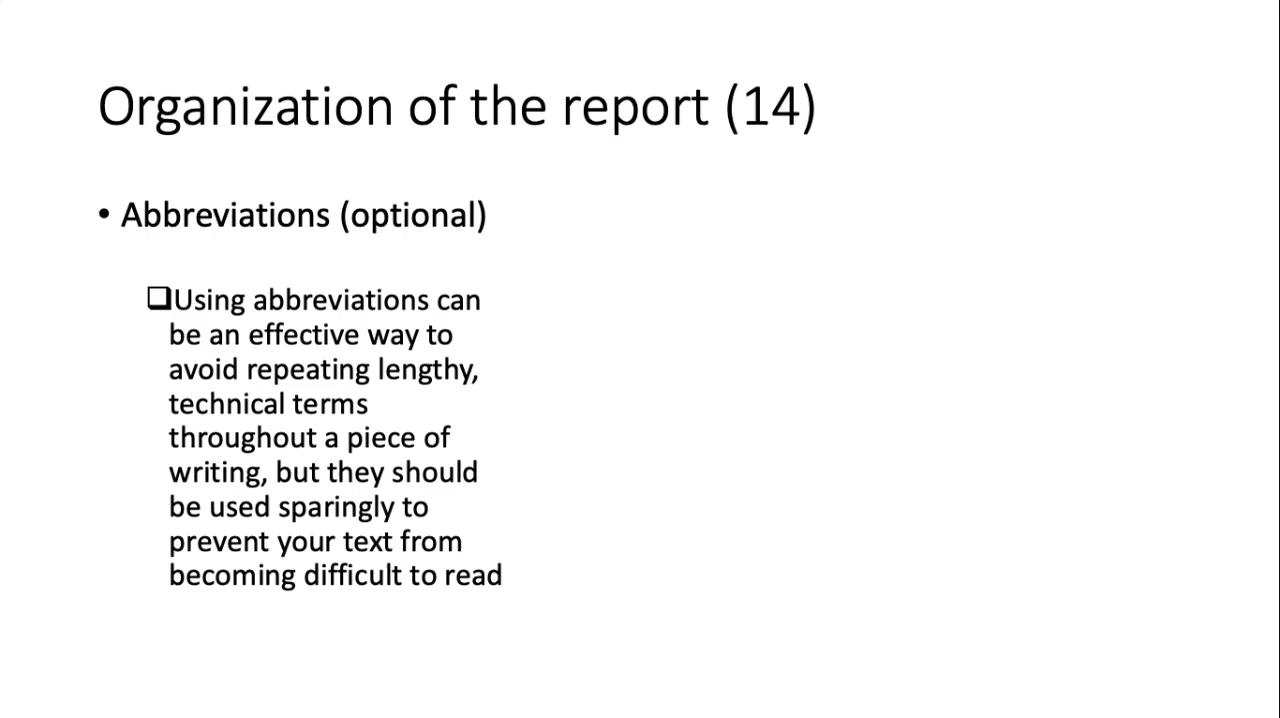 Organization of the report (14)
• Abbreviations (optional)
❑Using abbreviations can
be an effective way to
avoid repeating lengthy,
technical terms
throughout a piece of
writing, but they should
be used sparingly to
prevent your text from
becoming difficult to read